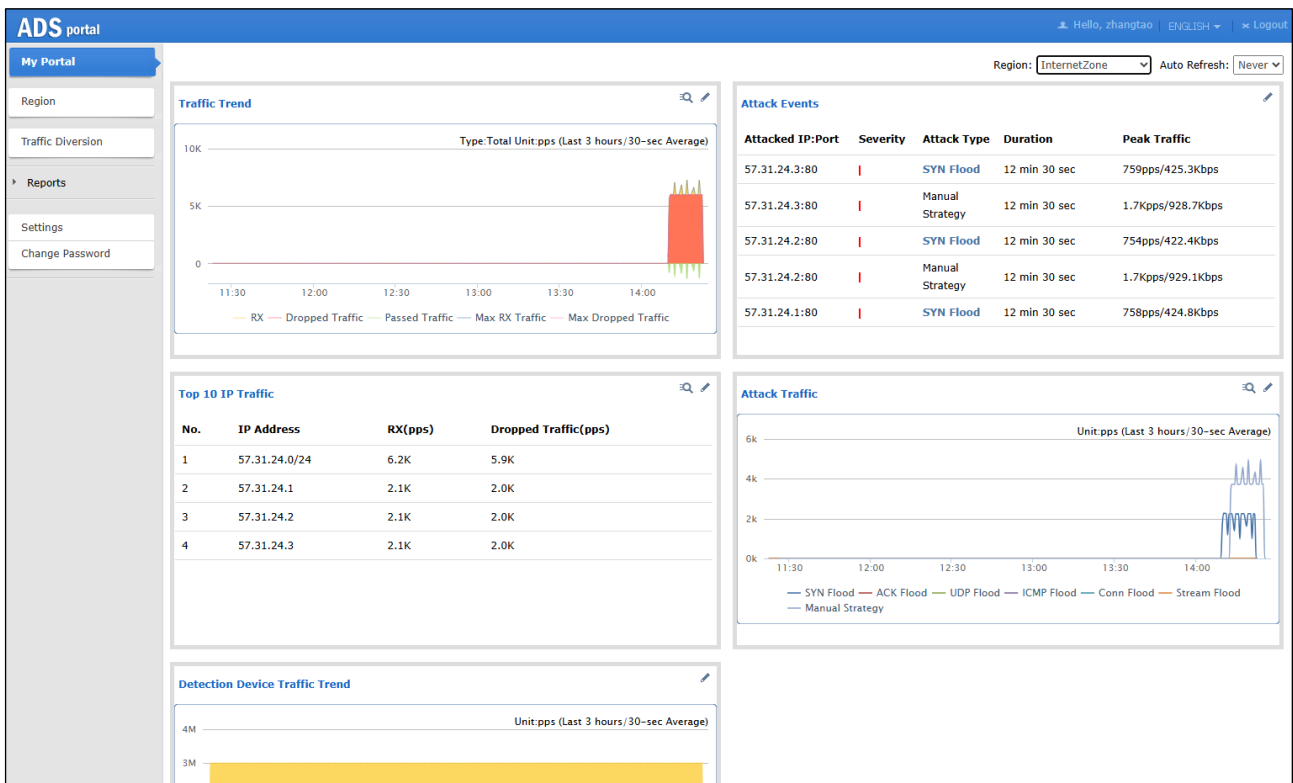 ADS portal
Hello, zhangtao ENGLISH Logout
My Portal
Region
Traffic Diversion
Reports
Settings
Change Password
Region: InternetZone Auto Refresh: Never
Traffic Trend
Type:Total Unit:pps (Last 3 hours/30-sec Average)
10K
5K
0
11:30 12:00 12:30 13:00 13:30 14:00
RX Dropped Traffic Passed Traffic Max RX Traffic Max Dropped Traffic
Attack Events
Attacked IP:Port Severity Attack Type Duration Peak Traffic
57.31.24.3:80 SYN Flood 12 min 30 sec 759pps/425.3Kbps
57.31.24.3:80 Manual Strategy 12 min 30 sec 1.7Kpps/928.7Kbps
57.31.24.2:80 SYN Flood 12 min 30 sec 754pps/422.4Kbps
57.31.24.2:80 Manual Strategy 12 min 30 sec 1.7Kpps/929.1Kbps
57.31.24.1:80 SYN Flood 12 min 30 sec 758pps/424.8Kbps
Top 10 IP Traffic
No. IP Address RX(pps) Dropped Traffic(pps)
1 57.31.24.0/24 6.2K 5.9K
2 57.31.24.1 2.1K 2.0K
3 57.31.24.2 2.1K 2.0K
4 57.31.24.3 2.1K 2.0K
Attack Traffic
Unit:pps (Last 3 hours/30-sec Average)
6k
4k
2k
0k
11:30 12:00 12:30 13:00 13:30 14:00
SYN Flood ACK Flood UDP Flood ICMP Flood Conn Flood Stream Flood
Manual Strategy
Detection Device Traffic Trend
Unit:pps (Last 3 hours/30-sec Average)
4M
3M